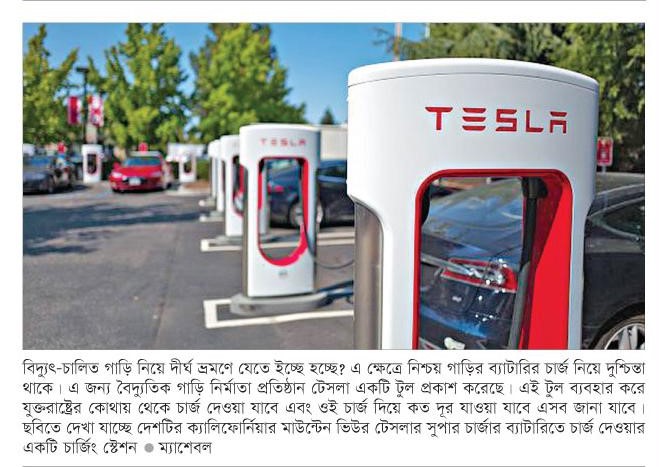 TESLA
TESLA
বিদ্যুৎ-চালিত গাড়ি নিয়ে দীর্ঘ ভ্রমণে যেতে ইচ্ছে হচ্ছে? এ ক্ষেত্রে নিশ্চয় গাড়ির ব্যাটারির চার্জ নিয়ে দুশ্চিন্তা
থাকে। এ জন্য বৈদ্যুতিক গাড়ি নির্মাতা প্রতিষ্ঠান টেসলা একটি টুল প্রকাশ করেছে। এই টুল ব্যবহার করে
যুক্তরাষ্ট্রের কোথায় থেকে চার্জ দেওয়া যাবে এবং ওই চার্জ দিয়ে কত দূর যাওয়া যাবে এসব জানা যাবে।
ছবিতে দেখা যাচ্ছে দেশটির ক্যালিফোর্নিয়ার মাউন্টেন ভিউর টেসলার সুপার চার্জার ব্যাটারিতে চার্জ দেওয়ার
একটি চার্জিং স্টেশন ● ম্যাশেবল